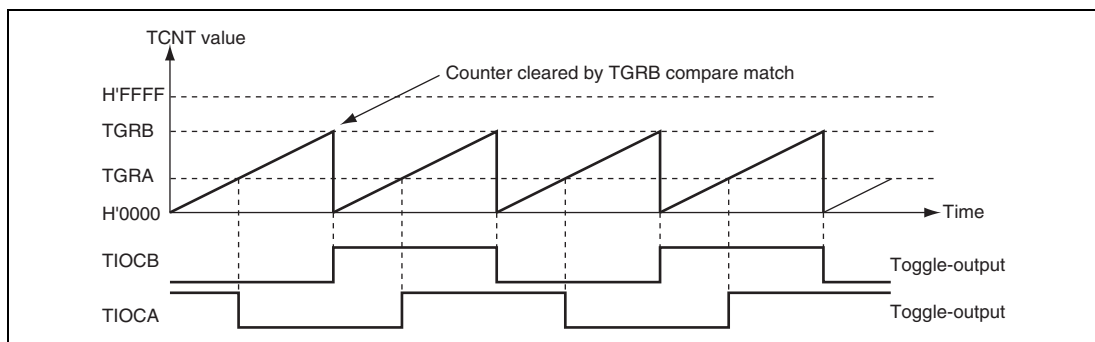 TCNT value
Counter cleared by TGRB compare match
H'FFFF
TGRB
TGRA
H'0000
Time
TIOCB
Toggle-output
TIOCA
Toggle-output